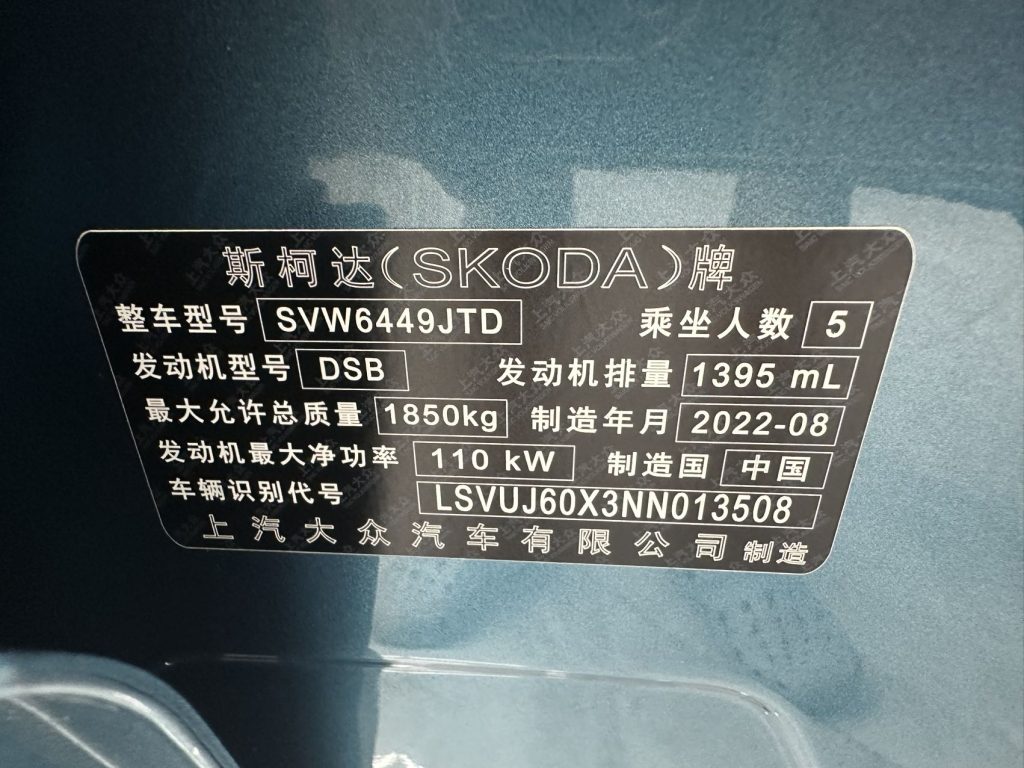 斯柯达(SKODA)牌
整车型号 SVW6449JTD 乘坐人数 5
发动机型号 DSB 发动机排量 1395 mL
最大允许总质量 1850kg 制造年月 2022-08
发动机最大净功率 110 kW 制造国 中国
车辆识别代号 LSVUJ60X3NN013508
上汽大众汽车有限公司 制造